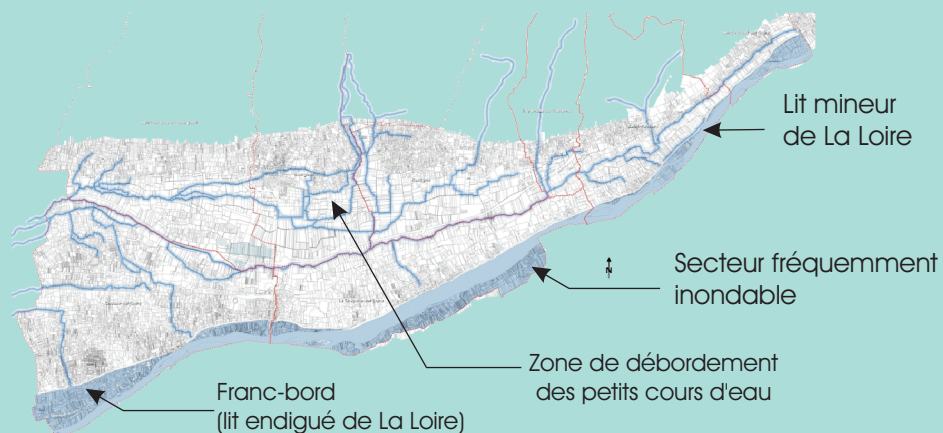 Lit mineur
de La Loire
Secteur fréquemment
inondable
N
Zone de débordement
des petits cours d'eau
Franc-bord
(lit endigué de La Loire)